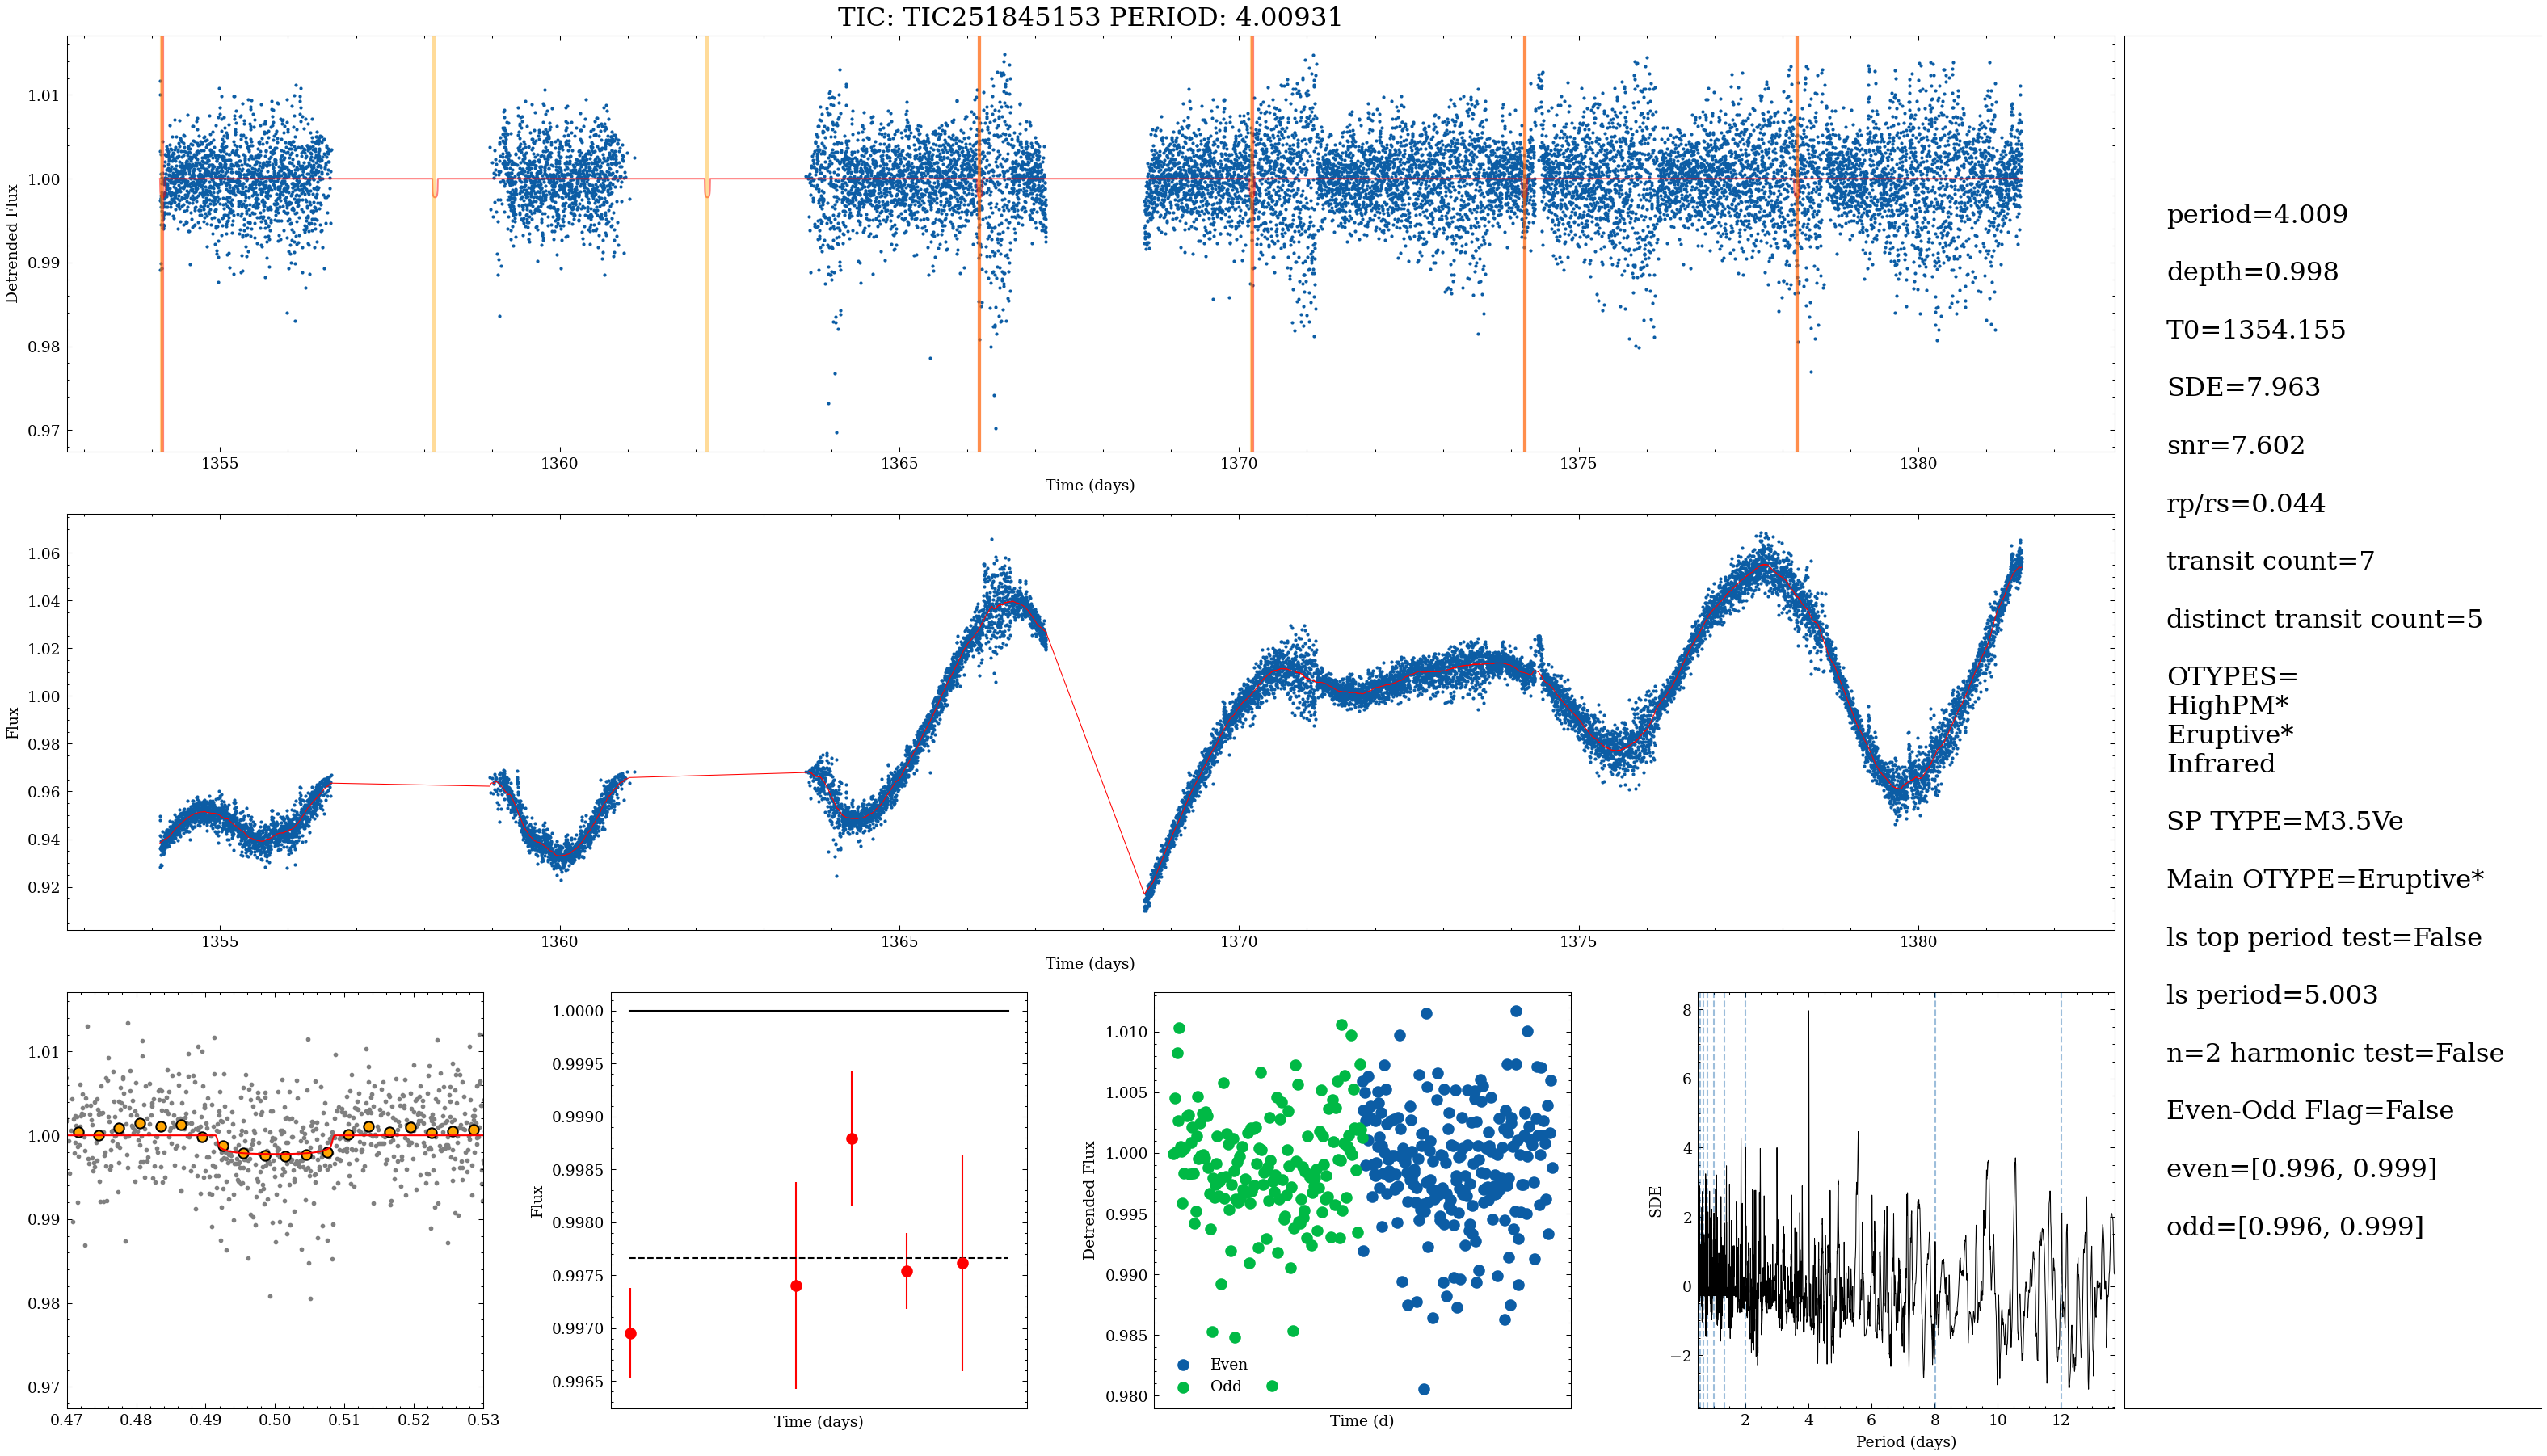 TIC: TIC251845153 PERIOD: 4.00931
Detrended Flux
1.01
1.00
0.99
0.98
0.97
1355
1360
1365
1370
1375
1380
Time (days)
Flux
1.06
1.04
1.02
1.00
0.98
0.96
0.94
0.92
1355
1360
1365
1370
1375
1380
Time (days)
1.01
1.00
0.99
0.98
0.97
0.47
0.48
0.49
0.50
0.51
0.52
0.53
Flux
1.0000
0.9995
0.9990
0.9985
0.9980
0.9975
0.9970
0.9965
Time (days)
Detrended Flux
1.010
1.005
1.000
0.995
0.990
0.985
0.980
Even
Odd
Time (d)
SDE
8
6
4
2
0
−2
2
4
6
8
10
12
Period (days)
period=4.009
depth=0.998
T0=1354.155
SDE=7.963
snr=7.602
rp/rs=0.044
transit count=7
distinct transit count=5
OTYPES=
HighPM*
Eruptive*
Infrared
SP TYPE=M3.5Ve
Main OTYPE=Eruptive*
ls top period test=False
ls period=5.003
n=2 harmonic test=False
Even-Odd Flag=False
even=[0.996, 0.999]
odd=[0.996, 0.999]